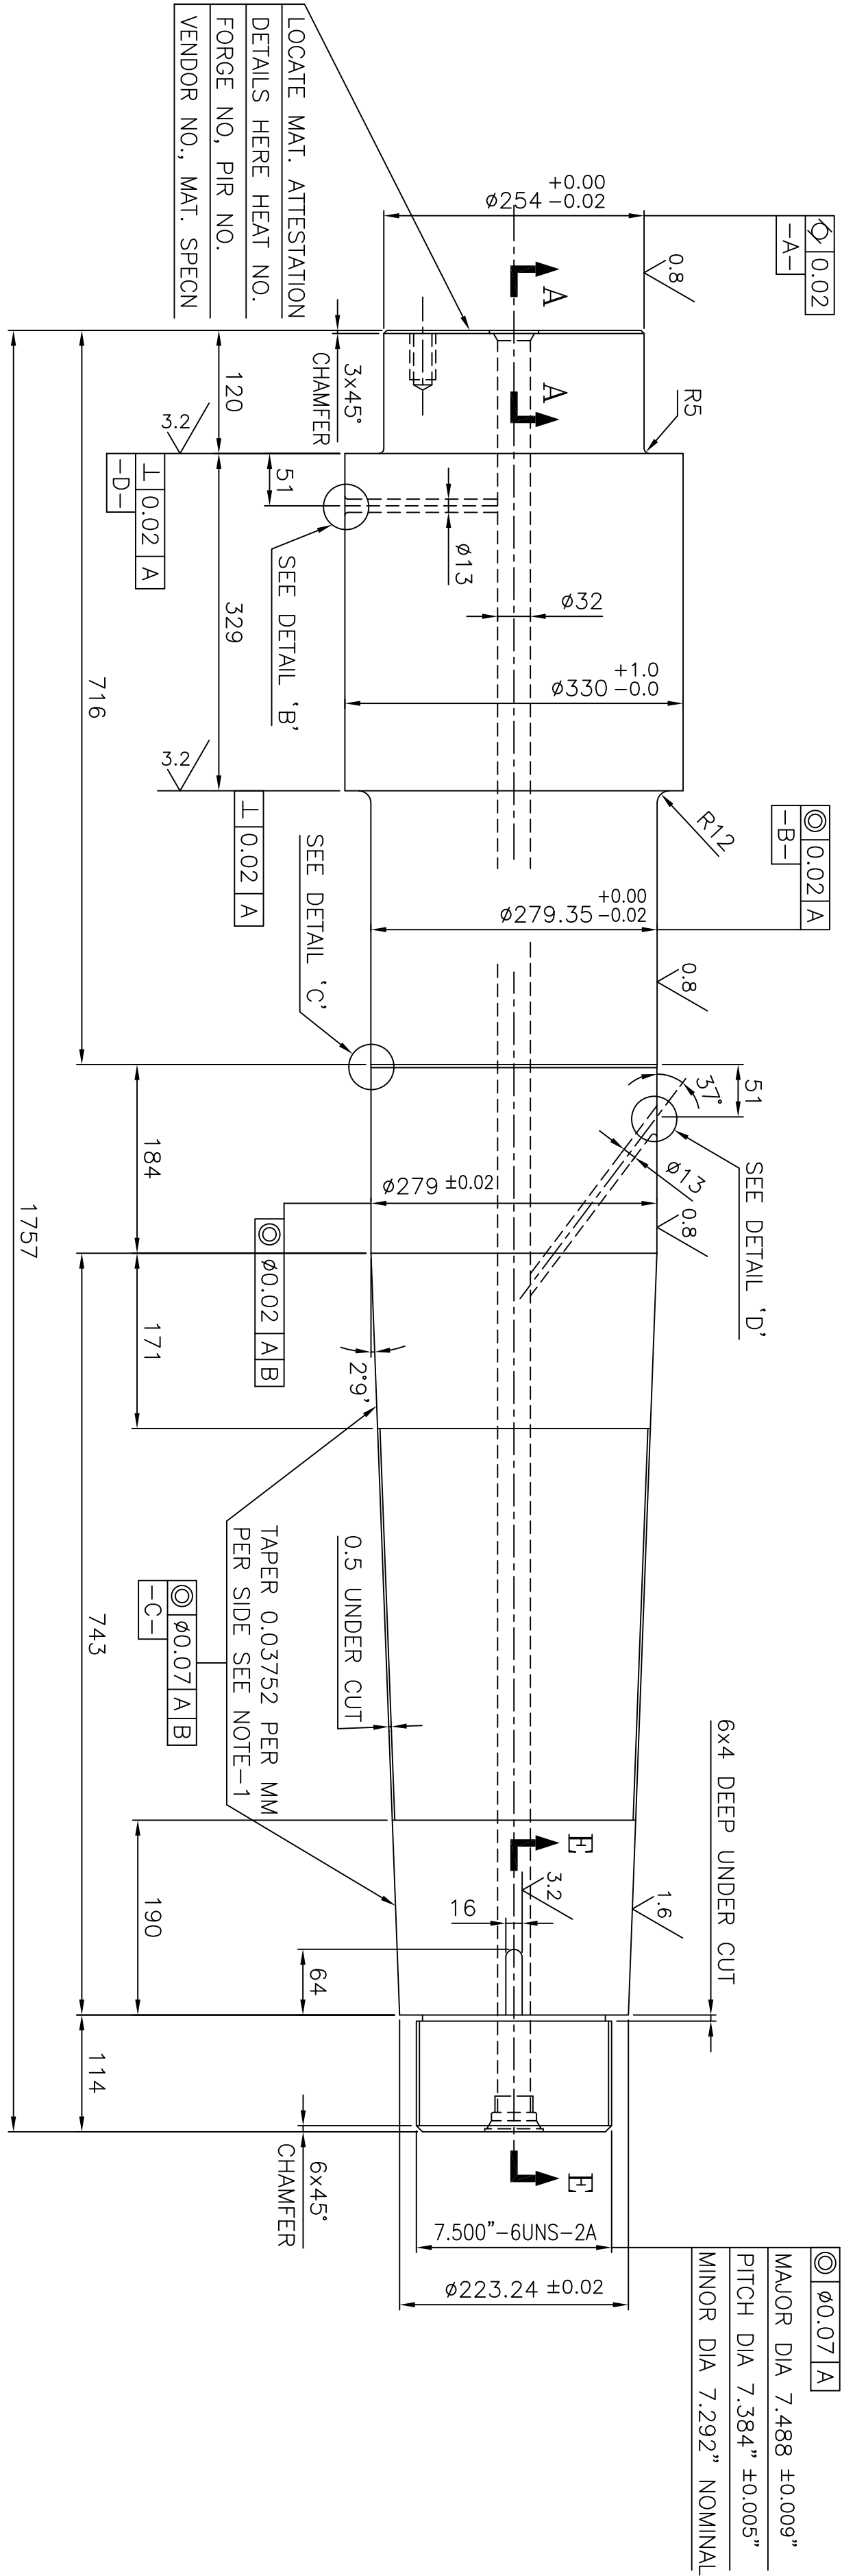 ⌭ 0.02
-A-
+0.00
ø254 -0.02
0.8
LOCATE MAT. ATTESTATION
DETAILS HERE HEAT NO.
FORGE NO, PIR NO.
VENDOR NO., MAT. SPECN
A
A
3x45°
CHAMFER
R5
120
3.2
⊥ 0.02 A
-D-
51
ø13
SEE DETAIL 'B'
329
716
ø32
+1.0
ø330 -0.0
3.2
⊥ 0.02 A
R12
◎ 0.02 A
-B-
+0.00
ø279.35 -0.02
0.8
SEE DETAIL 'C'
51
37°
ø13
SEE DETAIL 'D'
0.8
184
ø279 ±0.02
◎ ø0.02 A B
171
2°9'
1757
TAPER 0.03752 PER MM
PER SIDE SEE NOTE-1
◎ ø0.07 A B
-C-
0.5 UNDER CUT
743
6x4 DEEP UNDER CUT
E
E
3.2
16
1.6
64
190
114
6x45°
CHAMFER
7.500"-6UNS-2A
ø223.24 ±0.02
◎ ø0.07 A
MAJOR DIA 7.488 ±0.009"
PITCH DIA 7.384" ±0.005"
MINOR DIA 7.292" NOMINAL